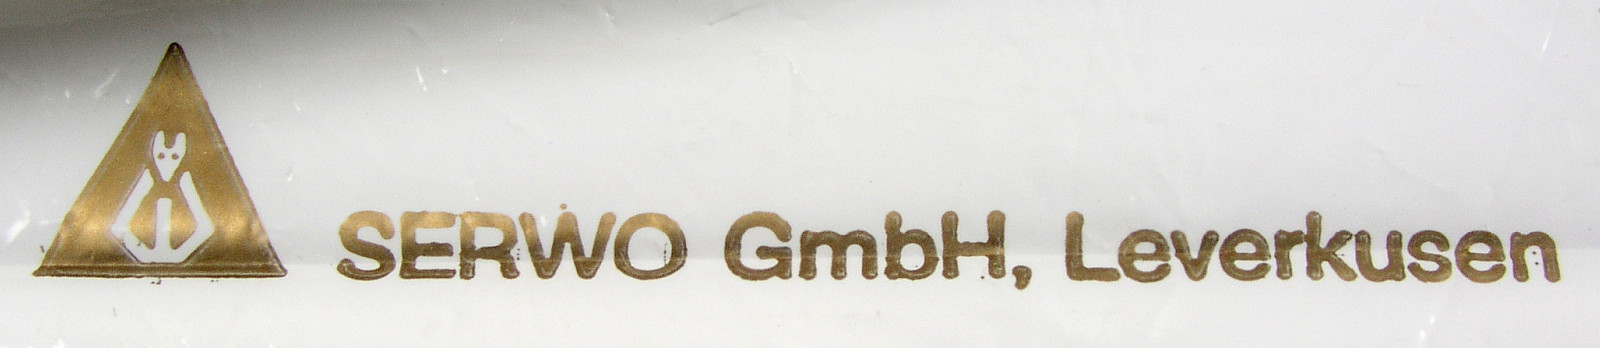 SERWO GmbH, Leverkusen